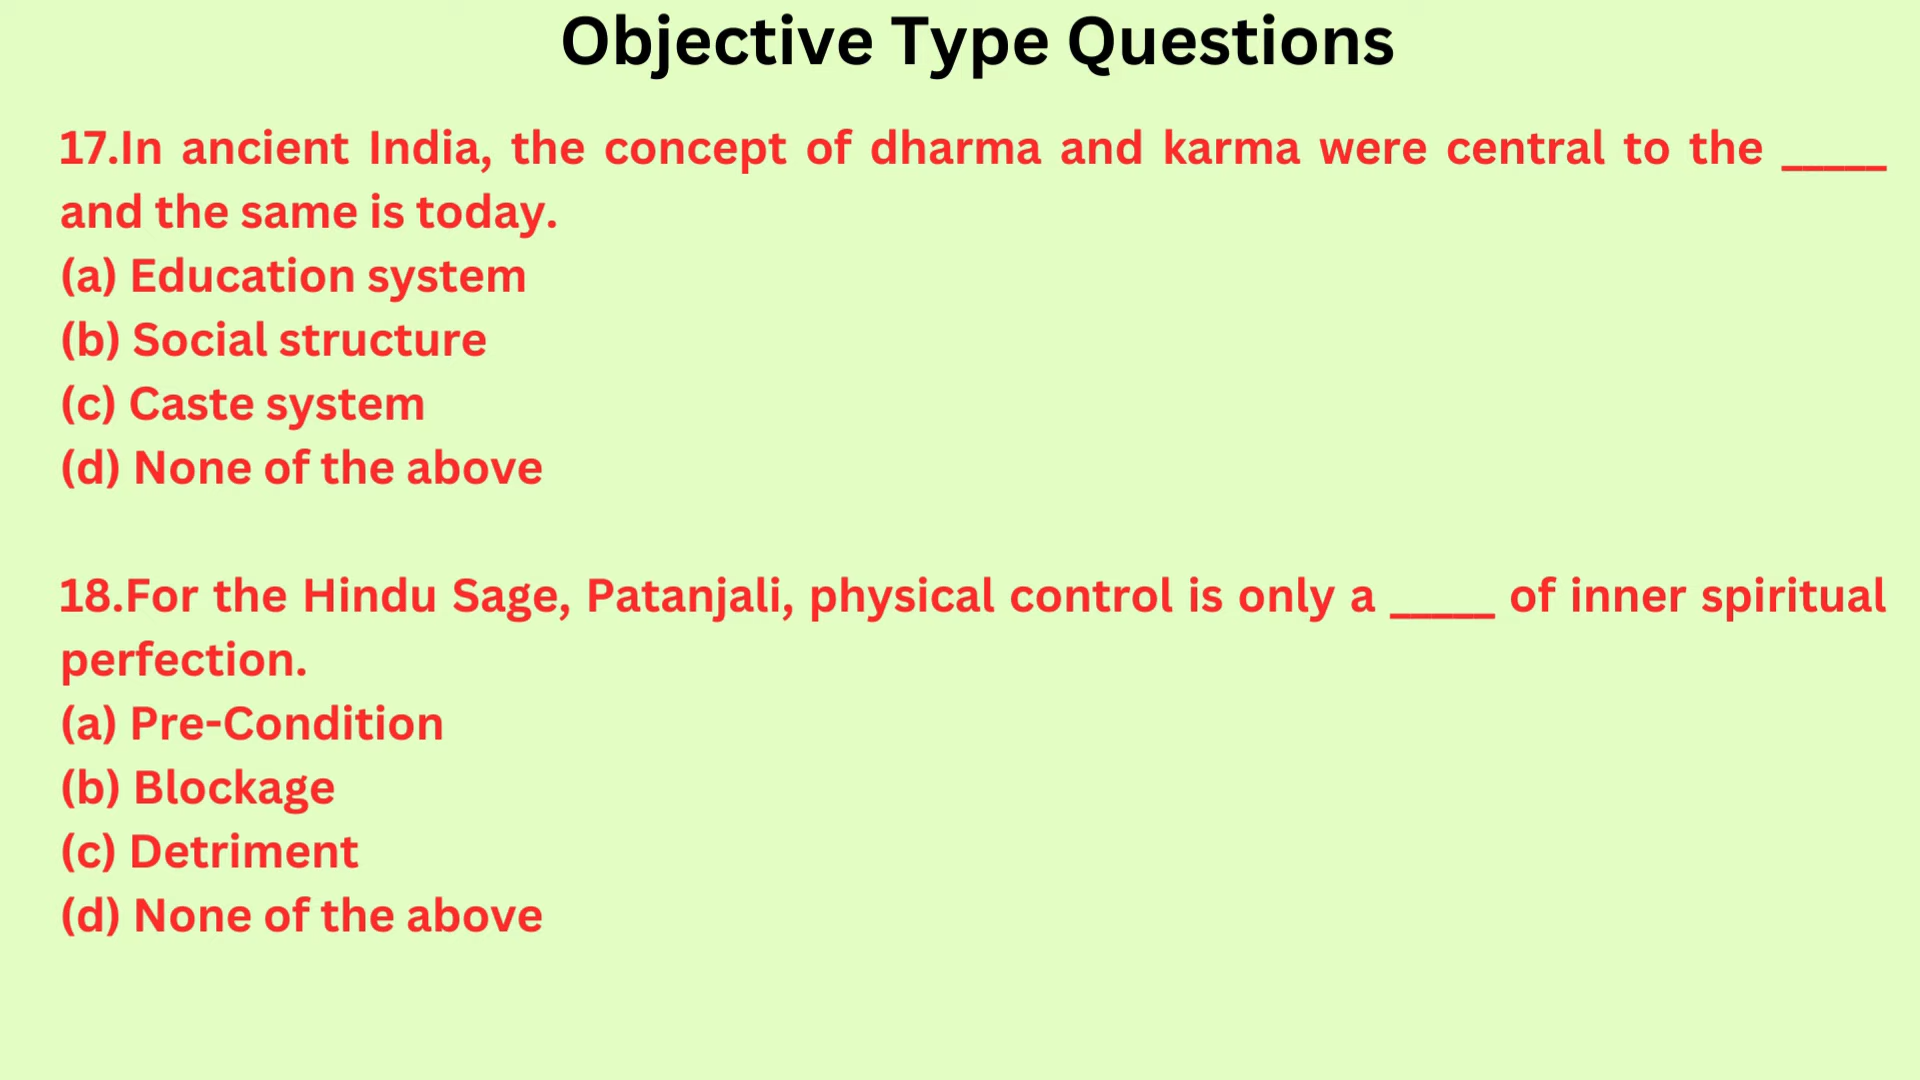 Objective Type Questions
17.In ancient India, the concept of dharma and karma were central to the _____
and the same is today.
(a) Education system
(b) Social structure
(c) Caste system
(d) None of the above
18.For the Hindu Sage, Patanjali, physical control is only a _____ of inner spiritual
perfection.
(a) Pre-Condition
(b) Blockage
(c) Detriment
(d) None of the above